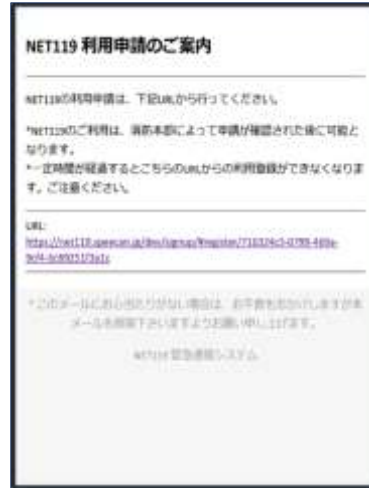 NET119 利用申請のご案内
NET119の利用申請は、下記URLから行ってください。
*NET119のご利用は、消防本部によって申請が確認された後に可能と
なります。
*一定時間が経過するとこちらのURLからの利用登録ができなくなりま
す。ご注意ください。
URL:
*このメールにお心当たりがない場合は、お手数をおかけしますが本
メールを削除下さいますようお願い申し上げます。
NET119 緊急通報システム